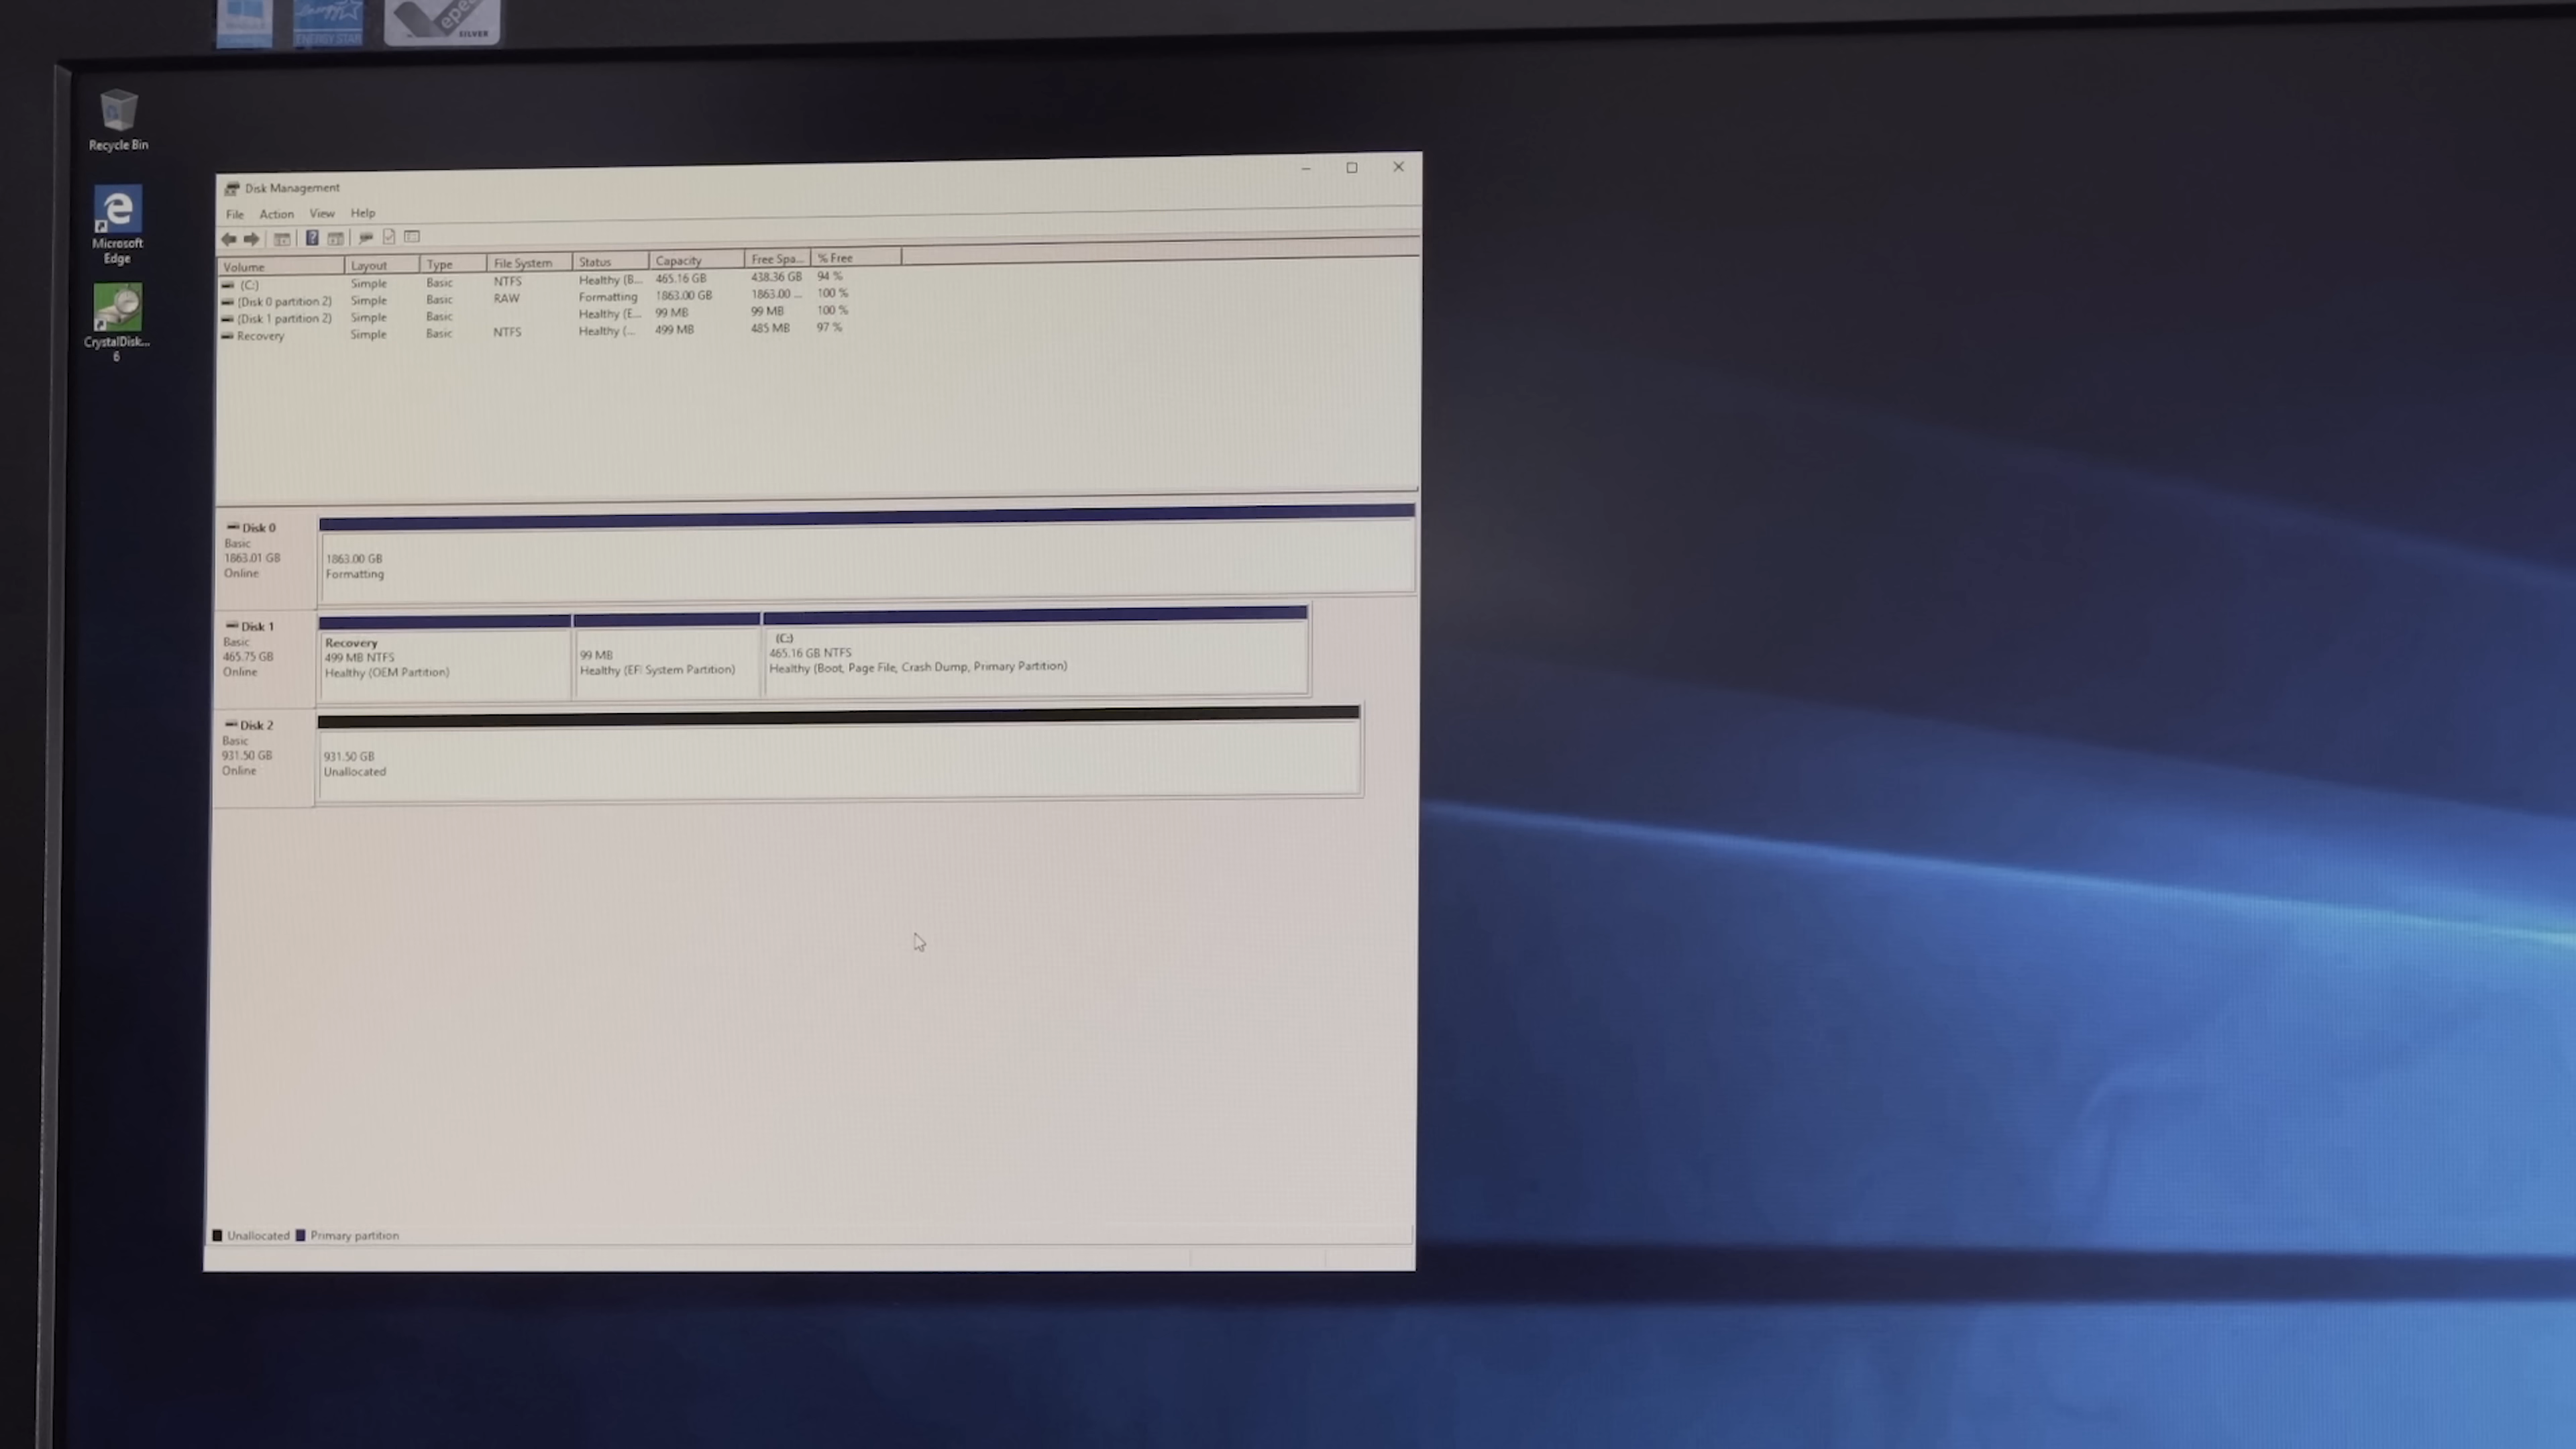 ENERGY STAR
epea
SILVER
Recycle Bin
Microsoft
Edge
CrystalDisk...
6
Disk Management
File Action View Help
Volume Layout Type File System Status Capacity Free Spa... % Free
(C:) Simple Basic NTFS Healthy (B... 465.16 GB 438.36 GB 94 %
(Disk 0 partition 2) Simple Basic RAW Formatting 1863.00 GB 1863.00 ... 100 %
(Disk 1 partition 2) Simple Basic Healthy (E... 99 MB 99 MB 100 %
Recovery Simple Basic NTFS Healthy (... 499 MB 485 MB 97 %
Disk 0
Basic
1863.01 GB
Online
1863.00 GB
Formatting
Disk 1
Basic
465.75 GB
Online
Recovery
499 MB NTFS
Healthy (OEM Partition)
99 MB
Healthy (EFI System Partition)
(C:)
465.16 GB NTFS
Healthy (Boot, Page File, Crash Dump, Primary Partition)
Disk 2
Basic
931.50 GB
Online
931.50 GB
Unallocated
Unallocated Primary partition